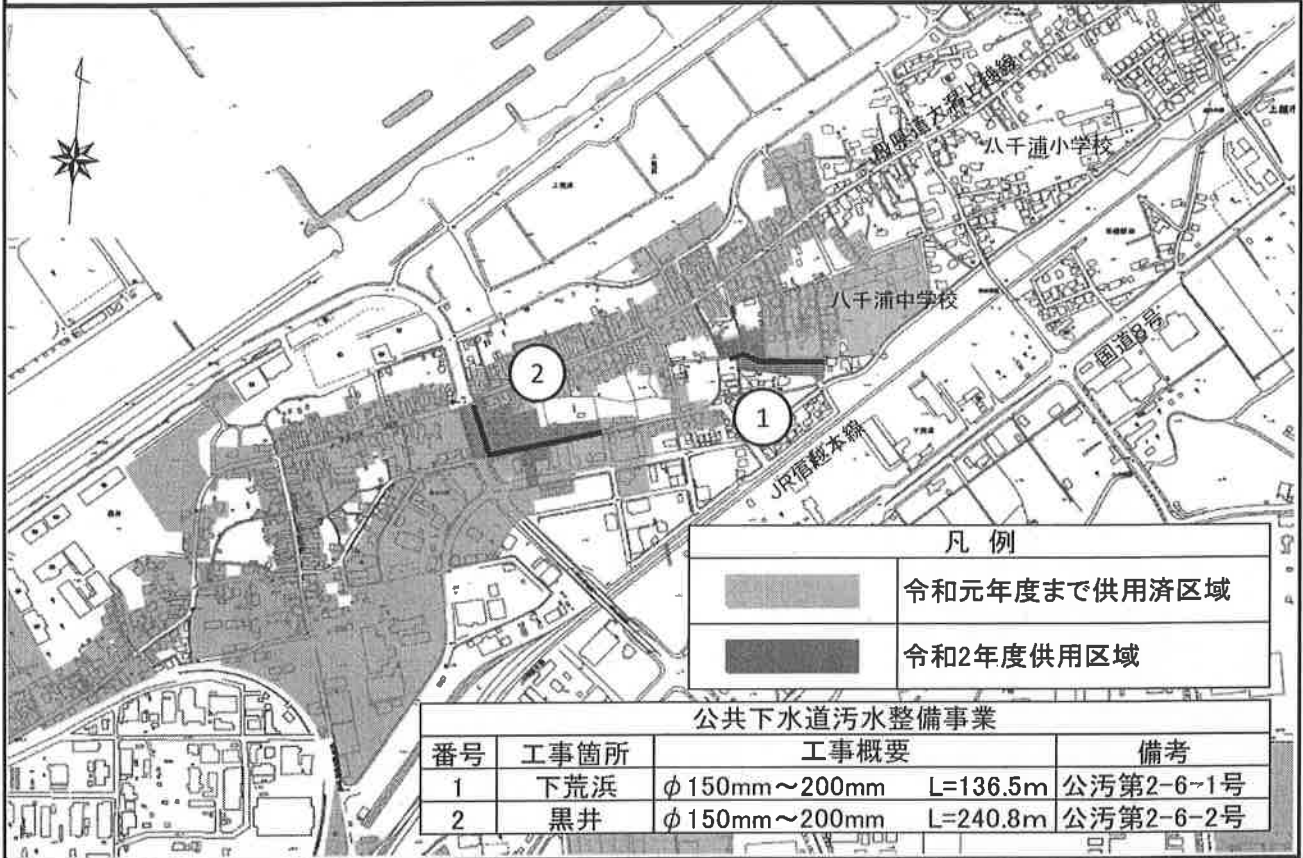 一般県道大潟上越線
八千浦小学校
八千浦中学校
2
1
国道8号
JR信越本線
凡 例
令和元年度まで供用済区域
令和2年度供用区域
公共下水道汚水整備事業
番号 工事箇所 工事概要 備考
1 下荒浜 φ150mm～200mm L=136.5m 公汚第2-6-1号
2 黒井 φ150mm～200mm L=240.8m 公汚第2-6-2号